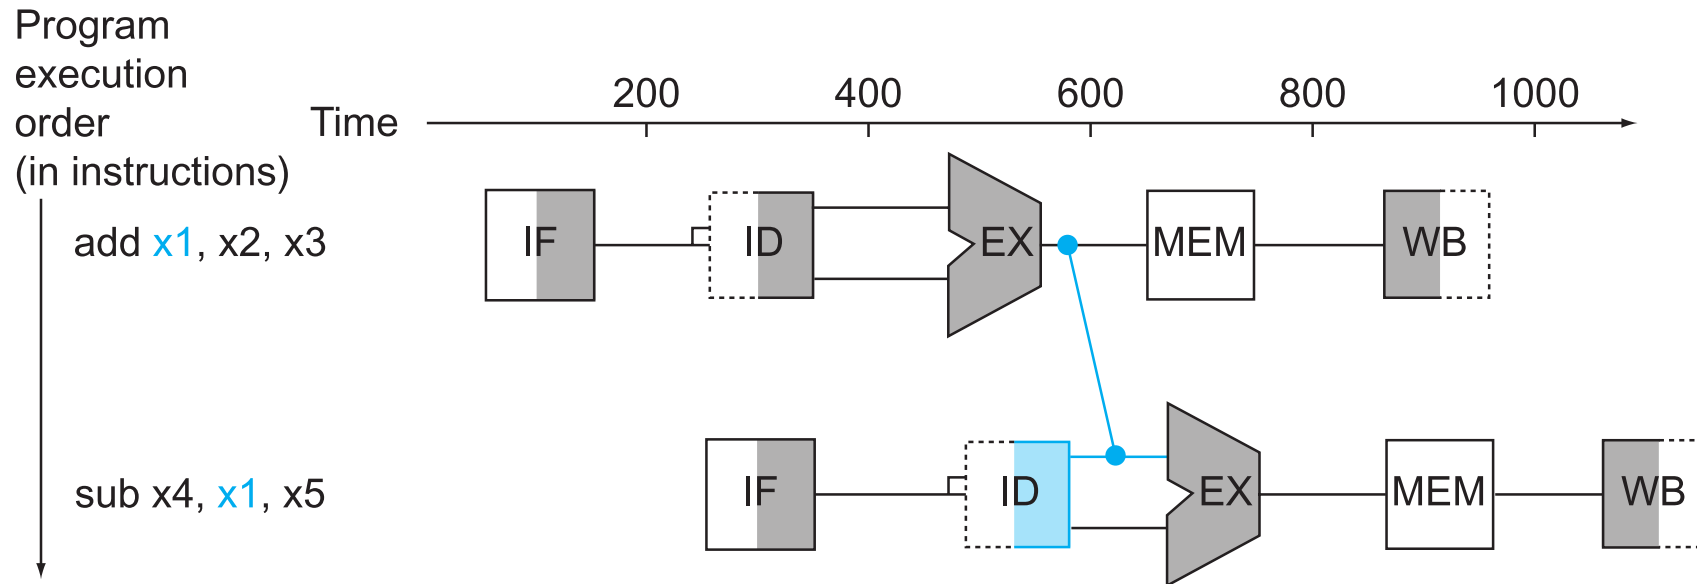 Program
execution
order
(in instructions)
Time
200 400 600 800 1000
add x1, x2, x3
IF ID EX MEM WB
sub x4, x1, x5
IF ID EX MEM WB